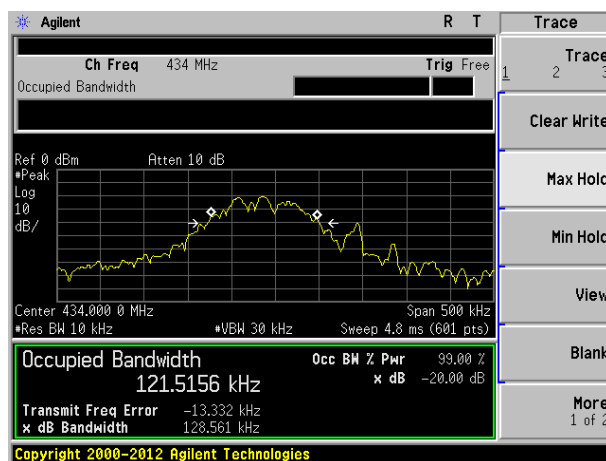 Agilent R T Trace
Ch Freq 434 MHz Trig Free
Occupied Bandwidth
Trace
1 2 3
Clear Write
Max Hold
Min Hold
View
Blank
More
1 of 2
Ref 0 dBm Atten 10 dB
#Peak
Log
10
dB/
Center 434.000 0 MHz Span 500 kHz
#Res BW 10 kHz #VBW 30 kHz Sweep 4.8 ms (601 pts)
Occupied Bandwidth Occ BW % Pwr 99.00 %
121.5156 kHz x dB -20.00 dB
Transmit Freq Error -13.332 kHz
x dB Bandwidth 128.561 kHz
Copyright 2000-2012 Agilent Technologies